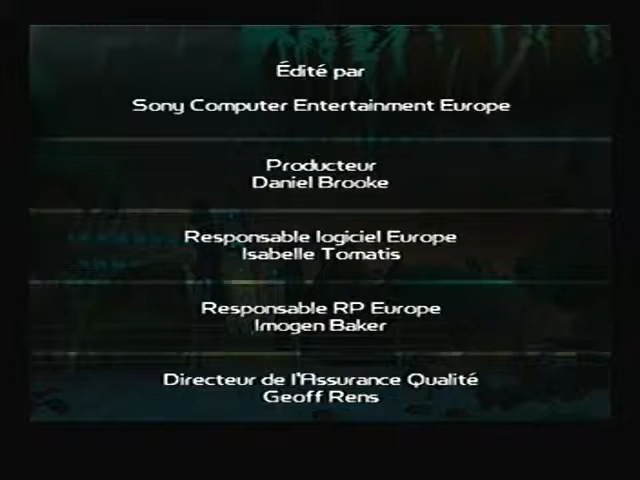 Édité par
Sony Computer Entertainment Europe
Producteur
Daniel Brooke
Responsable logiciel Europe
Isabelle Tomatis
Responsable RP Europe
Imogen Baker
Directeur de l'Assurance Qualité
Geoff Rens